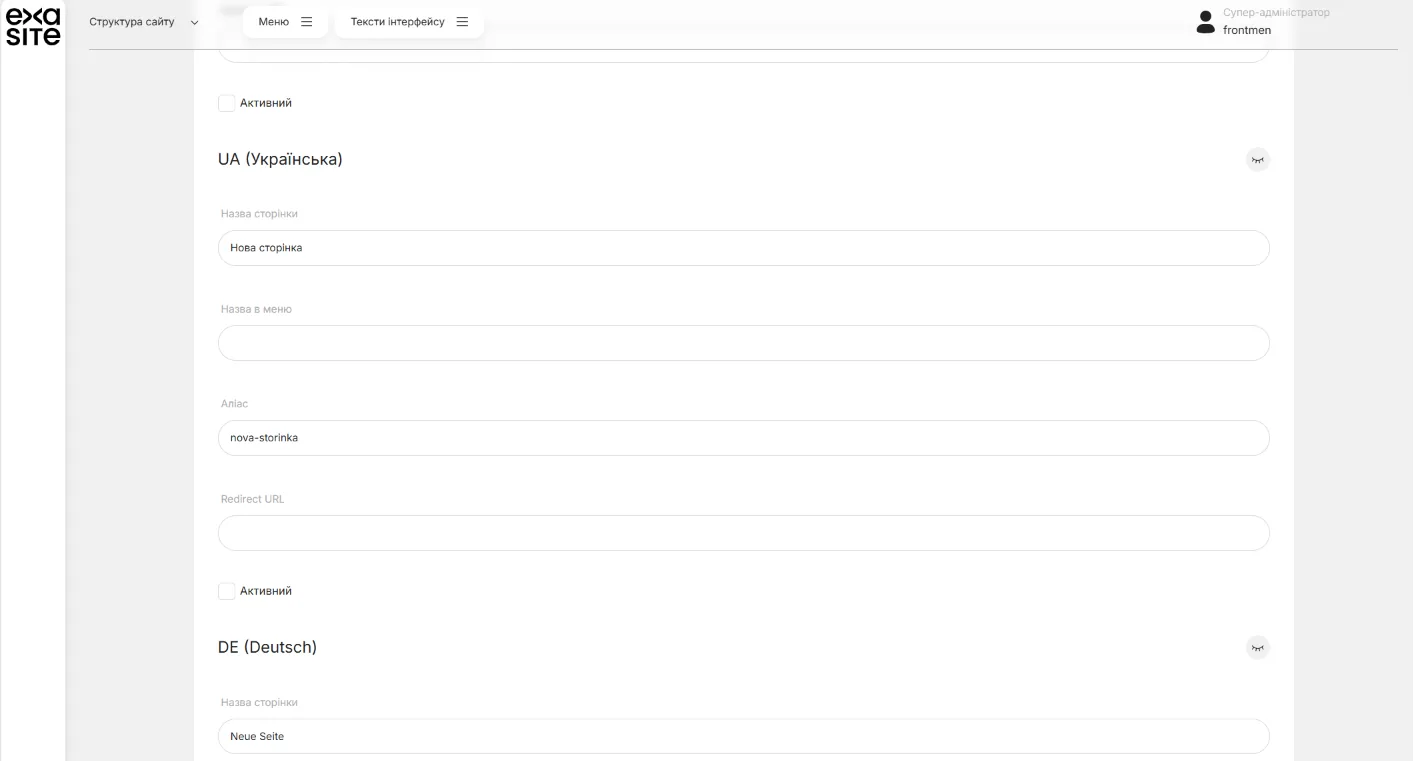 exa
site
Структура сайту
Меню
Тексти інтерфейсу
Супер-адміністратор
frontmen
Активний
UA (Українська)
Назва сторінки
Нова сторінка
Назва в меню
Аліас
nova-storinka
Redirect URL
Активний
DE (Deutsch)
Назва сторінки
Neue Seite